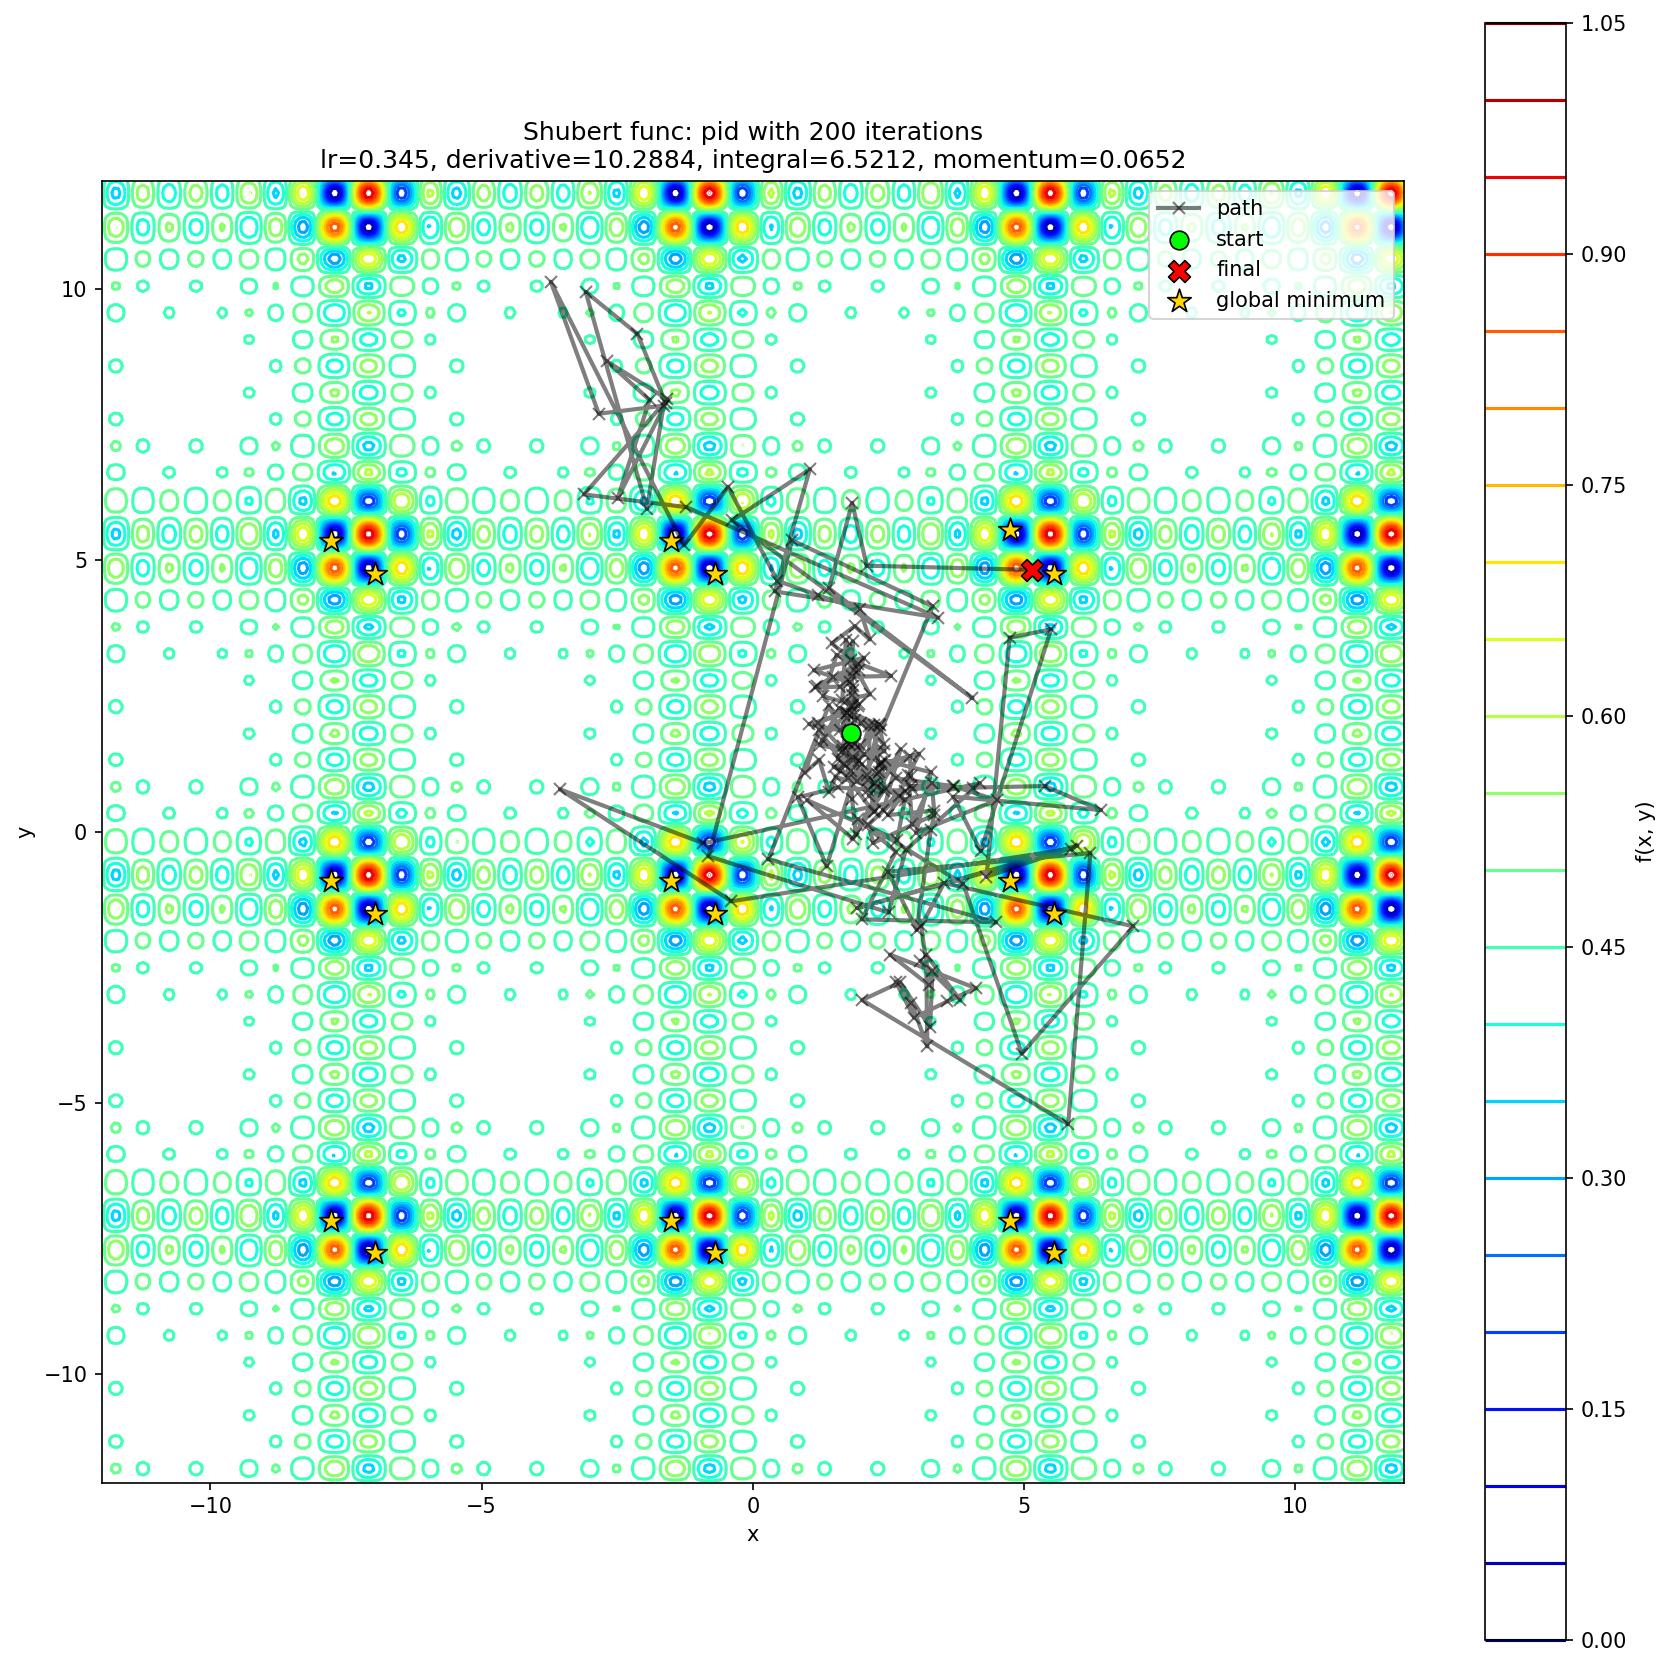 Shubert func: pid with 200 iterations
lr=0.345, derivative=10.2884, integral=6.5212, momentum=0.0652
path
start
final
global minimum
10
5
0
−5
−10
y
−10
−5
0
5
10
x
1.05
0.90
0.75
0.60
0.45
0.30
0.15
0.00
f(x, y)